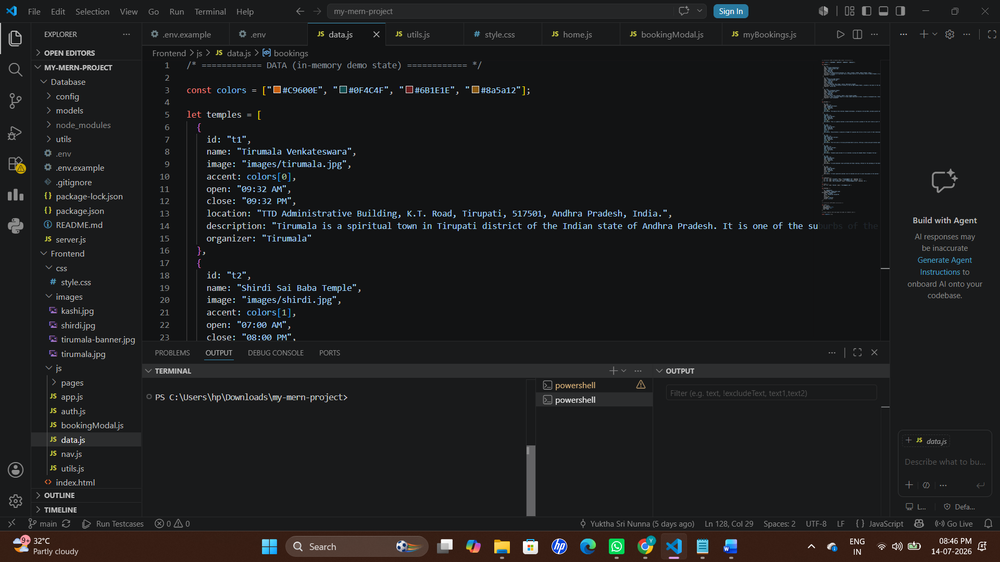 File Edit Selection View Go Run Terminal Help
my-mern-project
Sign In
EXPLORER
OPEN EDITORS
MY-MERN-PROJECT
Database
config
models
node_modules
utils
.env
.env.example
.gitignore
{} package-lock.json
{} package.json
README.md
JS server.js
Frontend
css
# style.css
images
kashi.jpg
shirdi.jpg
tirumala-banner.jpg
tirumala.jpg
js
pages
JS app.js
JS auth.js
JS bookingModal.js
JS data.js
JS nav.js
JS utils.js
<> index.html
OUTLINE
TIMELINE
.env.example
.env
JS data.js
JS utils.js
# style.css
JS home.js
JS bookingModal.js
JS myBookings.js
Frontend > js > JS data.js > bookings
1 /* ============ DATA (in-memory demo state) ============ */
2
3 const colors = ["#C9600E", "#0F4C4F", "#6B1E1E", "#8a5a12"];
4
5 let temples = [
6 {
7 id: "t1",
8 name: "Tirumala Venkateswara",
9 image: "images/tirumala.jpg",
10 accent: colors[0],
11 open: "09:32 AM",
12 close: "09:32 PM",
13 location: "TTD Administrative Building, K.T. Road, Tirupati, 517501, Andhra Pradesh, India.",
14 description: "Tirumala is a spiritual town in Tirupati district of the Indian state of Andhra Pradesh. It is one of the suburbs of the
15 organizer: "Tirumala"
16 },
17 {
18 id: "t2",
19 name: "Shirdi Sai Baba Temple",
20 image: "images/shirdi.jpg",
21 accent: colors[1],
22 open: "07:00 AM",
23 close: "08:00 PM",
PROBLEMS OUTPUT DEBUG CONSOLE PORTS
TERMINAL
PS C:\Users\hp\Downloads\my-mern-project>
powershell
powershell
OUTPUT
Filter (e.g. text, !excludeText, text1,text2)
Build with Agent
AI responses may
be inaccurate
Generate Agent
Instructions to
onboard AI onto your
codebase.
+ JS data.js
Describe what to bu...
L...
Defa...
main
Run Testcases
0 0
Yuktha Sri Nunna (5 days ago)
Ln 128, Col 29
Spaces: 2
UTF-8
LF
{ } JavaScript
Go Live
9+
32°C
Partly cloudy
Search
ENG
IN
08:46 PM
14-07-2026